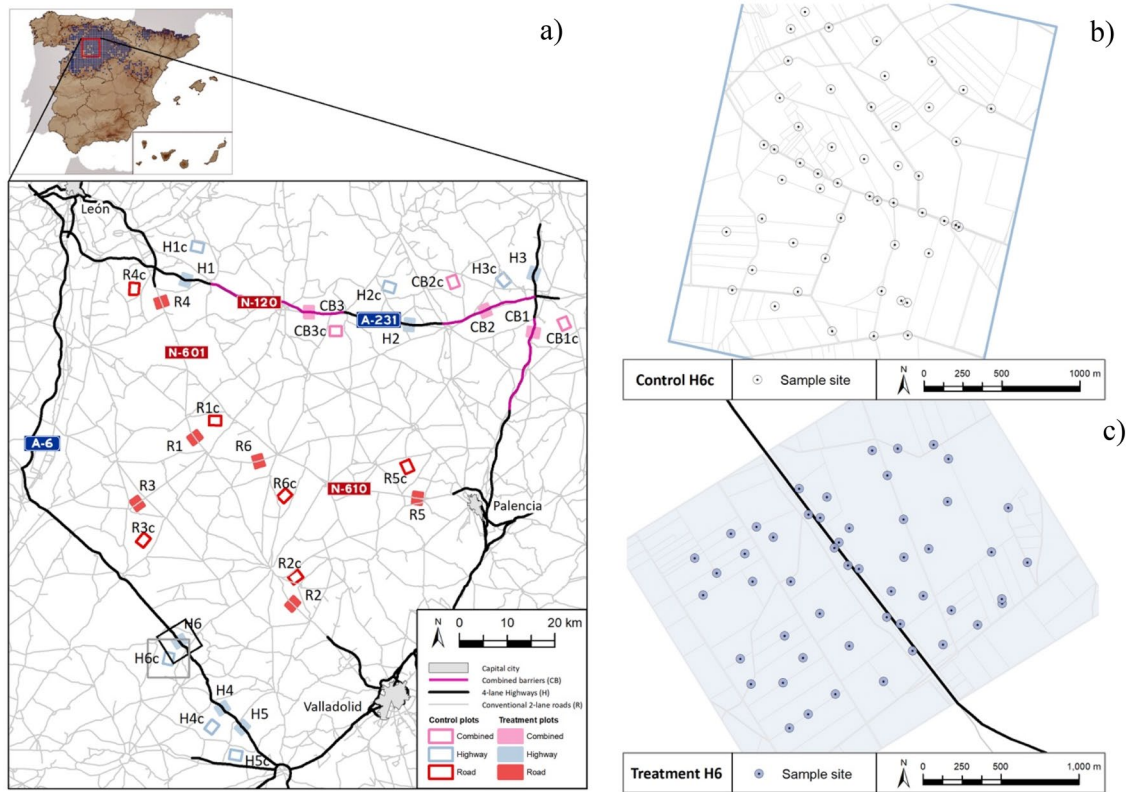 a)
León
H1c
H1
R4c
R4
N-120
CB3
CB3c
H2c
A-231
H2
CB2c
CB2
H3c
H3
CB1
CB1c
N-601
R1c
R1
R6
A-6
R3
R3c
R6c
N-610
R5c
R5
Palencia
R2c
R2
H6
H6c
H4
H4c
H5
H5c
Valladolid
N
0 10 20 km
Capital city
Combined barriers (CB)
4-lane Highways (H)
Conventional 2-lane roads (R)
Control plots Treatment plots
Combined Combined
Highway Highway
Road Road
b)
Control H6c Sample site N 0 500 1000 m
c)
Treatment H6 Sample site N 0 500 1,000 m